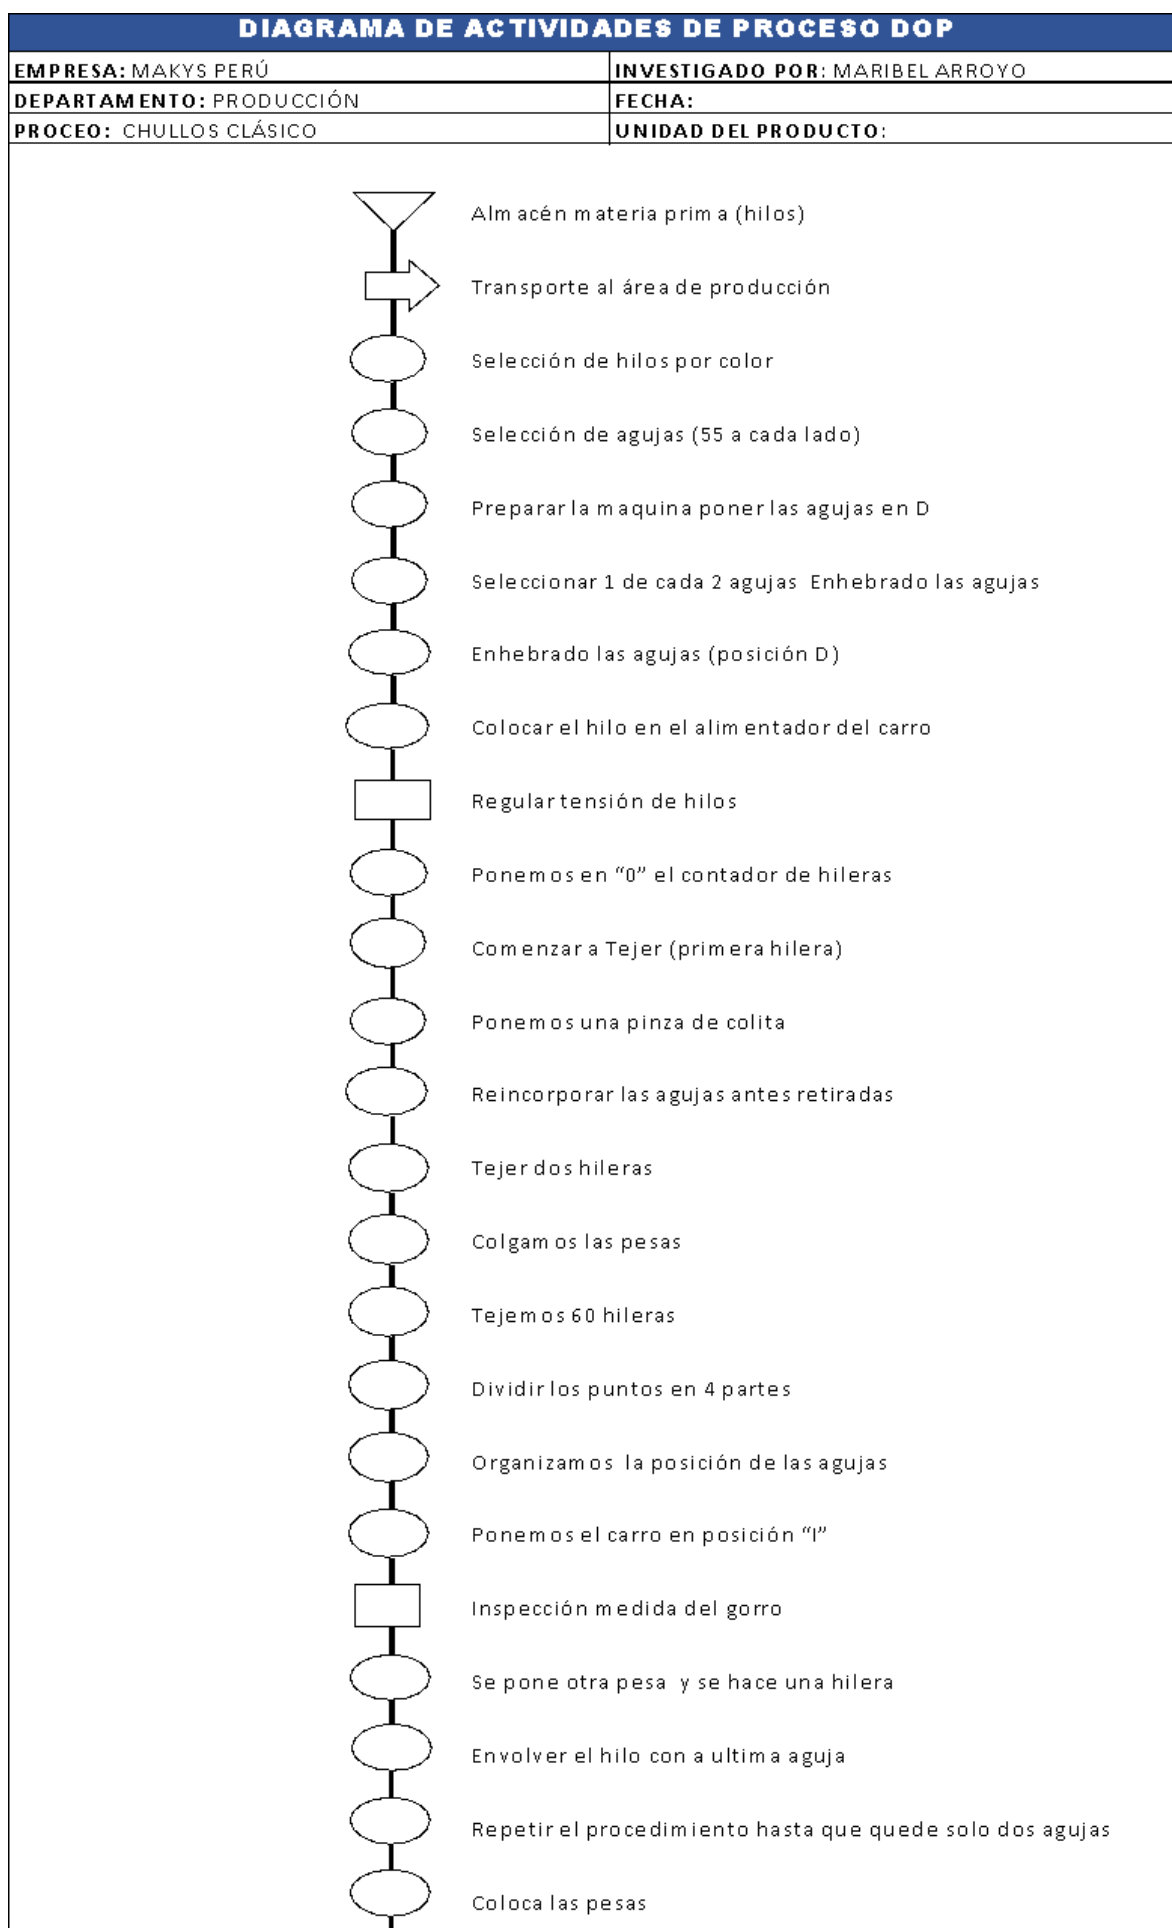 DIAGRAMA DE ACTIVIDADES DE PROCESO DOP
EMPRESA: MAKYS PERÚ
INVESTIGADO POR: MARIBEL ARROYO
DEPARTAMENTO: PRODUCCIÓN
FECHA:
PROCEO: CHULLOS CLÁSICO
UNIDAD DEL PRODUCTO:
Almacén materia prima (hilos)
Transporte al área de producción
Selección de hilos por color
Selección de agujas (55 a cada lado)
Preparar la maquina poner las agujas en D
Seleccionar 1 de cada 2 agujas Enhebrado las agujas
Enhebrado las agujas (posición D)
Colocar el hilo en el alimentador del carro
Regular tensión de hilos
Ponemos en “0” el contador de hileras
Comenzar a Tejer (primera hilera)
Ponemos una pinza de colita
Reincorporar las agujas antes retiradas
Tejer dos hileras
Colgamos las pesas
Tejemos 60 hileras
Dividir los puntos en 4 partes
Organizamos la posición de las agujas
Ponemos el carro en posición “I”
Inspección medida del gorro
Se pone otra pesa y se hace una hilera
Envolver el hilo con a ultima aguja
Repetir el procedimiento hasta que quede solo dos agujas
Coloca las pesas